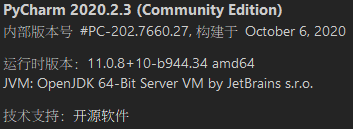 PyCharm 2020.2.3 (Community Edition)
内部版本号 #PC-202.7660.27, 构建于 October 6, 2020
运行时版本： 11.0.8+10-b944.34 amd64
JVM: OpenJDK 64-Bit Server VM by JetBrains s.r.o.
技术支持：开源软件